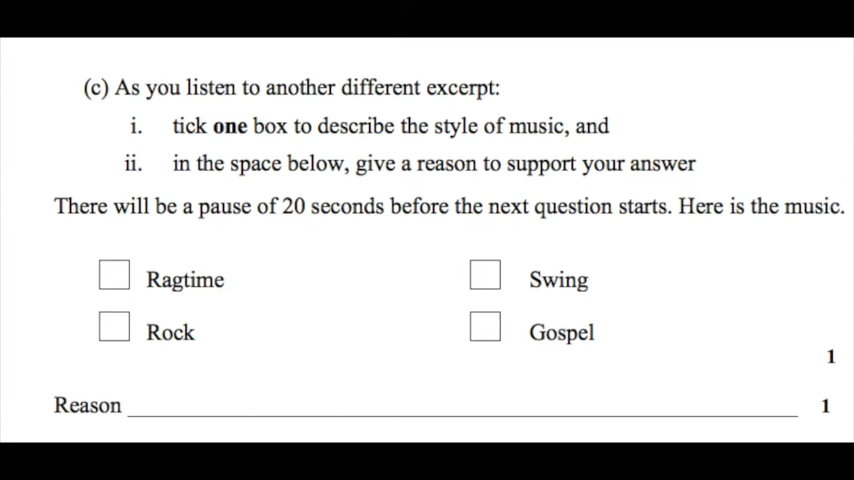 (c) As you listen to another different excerpt:
i. tick one box to describe the style of music, and
ii. in the space below, give a reason to support your answer
There will be a pause of 20 seconds before the next question starts. Here is the music.
Ragtime Swing
Rock Gospel
1
Reason 1